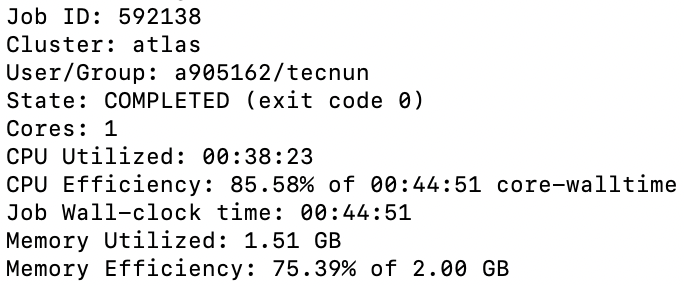 Job ID: 592138
Cluster: atlas
User/Group: a905162/tecnun
State: COMPLETED (exit code 0)
Cores: 1
CPU Utilized: 00:38:23
CPU Efficiency: 85.58% of 00:44:51 core-walltime
Job Wall-clock time: 00:44:51
Memory Utilized: 1.51 GB
Memory Efficiency: 75.39% of 2.00 GB